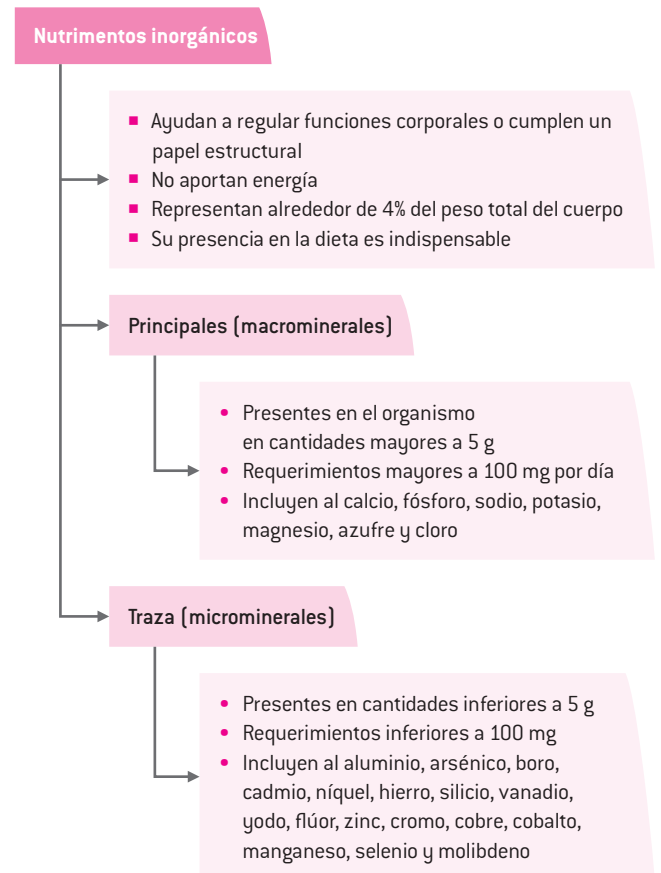 Nutrimentos inorgánicos
■ Ayudan a regular funciones corporales o cumplen un
papel estructural
■ No aportan energía
■ Representan alrededor de 4% del peso total del cuerpo
■ Su presencia en la dieta es indispensable
Principales (macrominerales)
• Presentes en el organismo
en cantidades mayores a 5 g
• Requerimientos mayores a 100 mg por día
• Incluyen al calcio, fósforo, sodio, potasio,
magnesio, azufre y cloro
Traza (microminerales)
• Presentes en cantidades inferiores a 5 g
• Requerimientos inferiores a 100 mg
• Incluyen al aluminio, arsénico, boro,
cadmio, níquel, hierro, silicio, vanadio,
yodo, flúor, zinc, cromo, cobre, cobalto,
manganeso, selenio y molibdeno